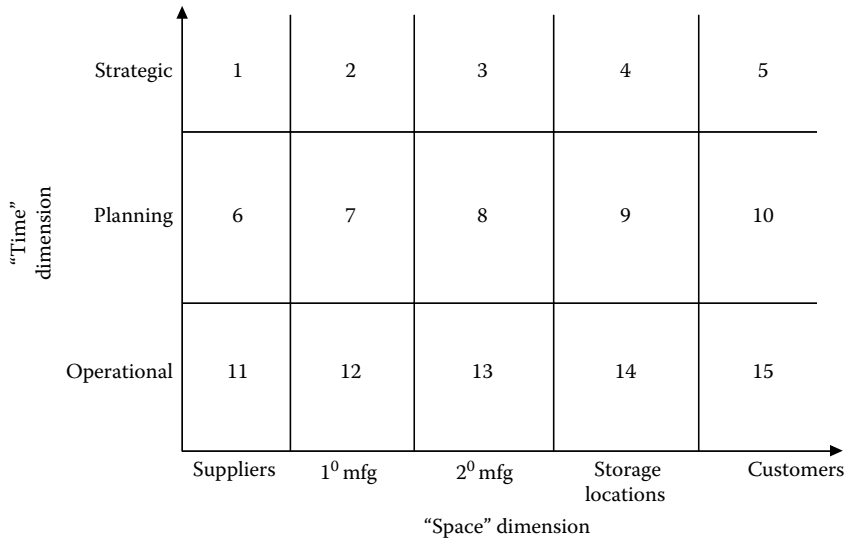 Strategic 1 2 3 4 5
“Time”
dimension
Planning 6 7 8 9 10
Operational 11 12 13 14 15
Suppliers 1⁰ mfg 2⁰ mfg Storage
locations Customers
“Space” dimension